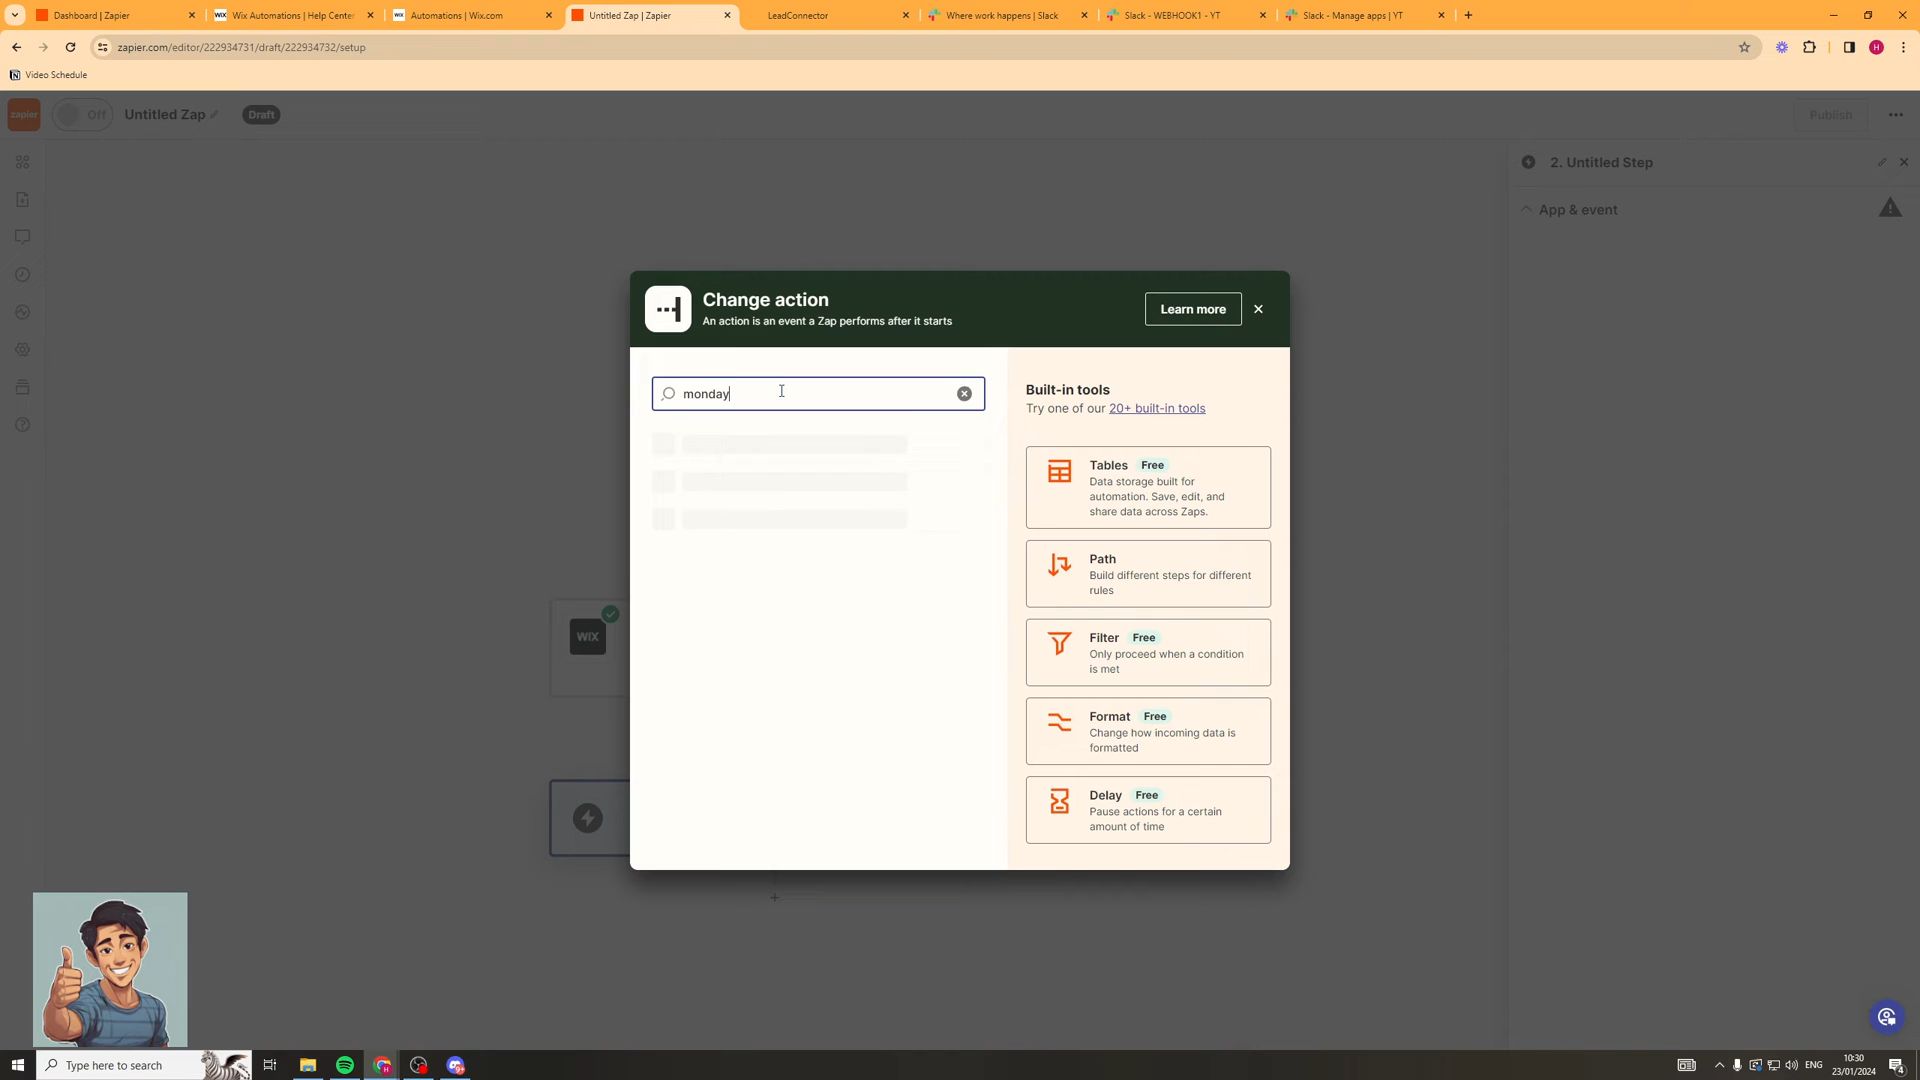 Dashboard | Zapier
Wix Automations | Help Center
Automations | Wix.com
Untitled Zap | Zapier
LeadConnector
Where work happens | Slack
Slack - WEBHOOK1 - YT
Slack - Manage apps | YT
zapier.com/editor/222934731/draft/222934732/setup
H
Video Schedule
zapier
Off
Untitled Zap
Draft
Publish
2. Untitled Step
App & event
Change action
An action is an event a Zap performs after it starts
Learn more
monday
Built-in tools
Try one of our 20+ built-in tools
Tables Free
Data storage built for
automation. Save, edit, and
share data across Zaps.
Path
Build different steps for different
rules
Filter Free
Only proceed when a condition
is met
Format Free
Change how incoming data is
formatted
Delay Free
Pause actions for a certain
amount of time
WIX
Type here to search
ENG
10:30
23/01/2024